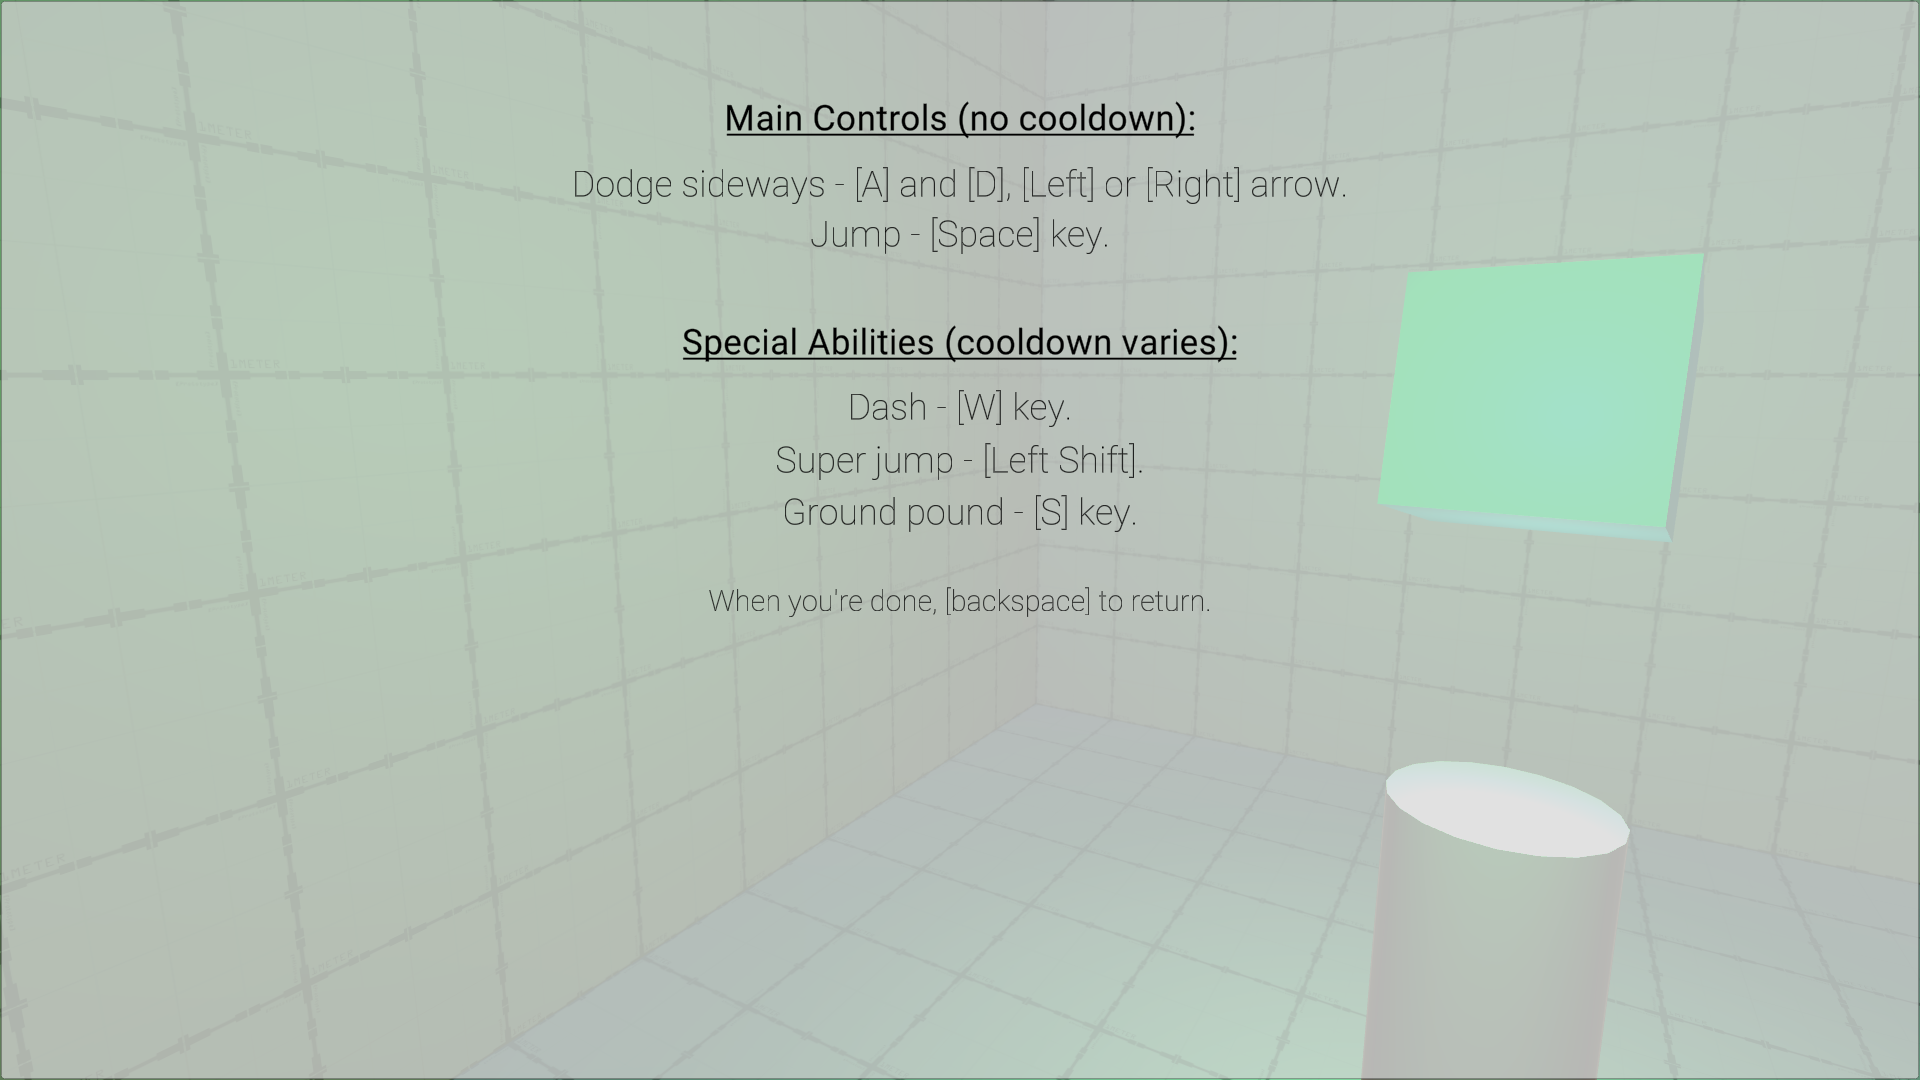 Main Controls (no cooldown):
Dodge sideways - [A] and [D], [Left] or [Right] arrow.
Jump - [Space] key.
Special Abilities (cooldown varies):
Dash - [W] key.
Super jump - [Left Shift].
Ground pound - [S] key.
When you're done, [backspace] to return.